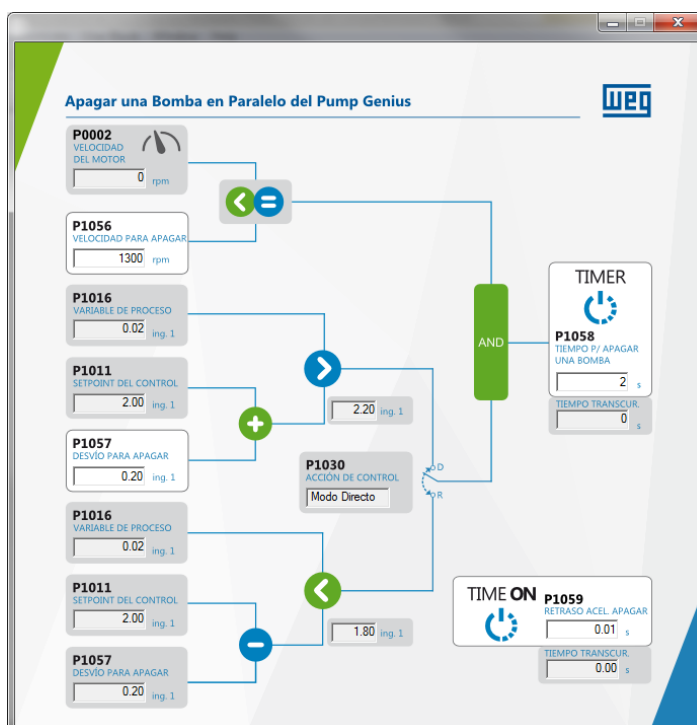 Apagar una Bomba en Paralelo del Pump Genius
WEG
P0002
VELOCIDAD
DEL MOTOR
0 rpm
P1056
VELOCIDAD PARA APAGAR
1300 rpm
P1016
VARIABLE DE PROCESO
0.02 ing. 1
P1011
SETPOINT DEL CONTROL
2.00 ing. 1
P1057
DESVÍO PARA APAGAR
0.20 ing. 1
< =
>
+
2.20 ing. 1
AND
TIMER
P1058
TIEMPO P/ APAGAR
UNA BOMBA
2 s
TIEMPO TRANSCUR.
0 s
P1030
ACCIÓN DE CONTROL
Modo Directo
D
R
P1016
VARIABLE DE PROCESO
0.02 ing. 1
P1011
SETPOINT DEL CONTROL
2.00 ing. 1
P1057
DESVÍO PARA APAGAR
0.20 ing. 1
<
−
1.80 ing. 1
TIME ON
P1059
RETRASO ACEL. APAGAR
0.01 s
TIEMPO TRANSCUR.
0.00 s